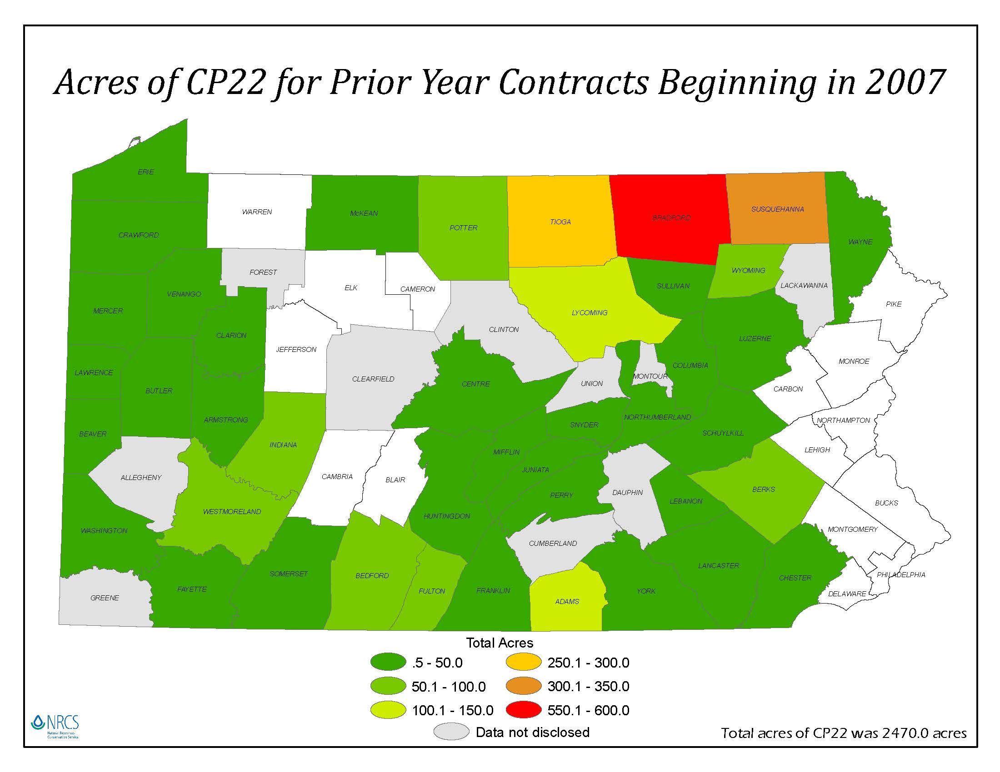 Acres of CP22 for Prior Year Contracts Beginning in 2007
ERIE
WARREN
McKEAN
POTTER
TIOGA
BRADFORD
SUSQUEHANNA
WAYNE
CRAWFORD
FOREST
ELK
CAMERON
SULLIVAN
WYOMING
LACKAWANNA
PIKE
VENANGO
MERCER
CLARION
JEFFERSON
CLINTON
LYCOMING
LUZERNE
MONROE
LAWRENCE
BUTLER
CLEARFIELD
CENTRE
UNION
MONTOUR
COLUMBIA
CARBON
BEAVER
ARMSTRONG
INDIANA
SNYDER
NORTHUMBERLAND
SCHUYLKILL
NORTHAMPTON
LEHIGH
ALLEGHENY
CAMBRIA
BLAIR
MIFFLIN
JUNIATA
PERRY
DAUPHIN
LEBANON
BERKS
BUCKS
WESTMORELAND
HUNTINGDON
WASHINGTON
CUMBERLAND
MONTGOMERY
GREENE
FAYETTE
SOMERSET
BEDFORD
FULTON
FRANKLIN
ADAMS
YORK
LANCASTER
CHESTER
PHILADELPHIA
DELAWARE
Total Acres
.5 - 50.0
250.1 - 300.0
50.1 - 100.0
300.1 - 350.0
100.1 - 150.0
550.1 - 600.0
Data not disclosed
NRCS
Natural Resources
Conservation Service
Total acres of CP22 was 2470.0 acres